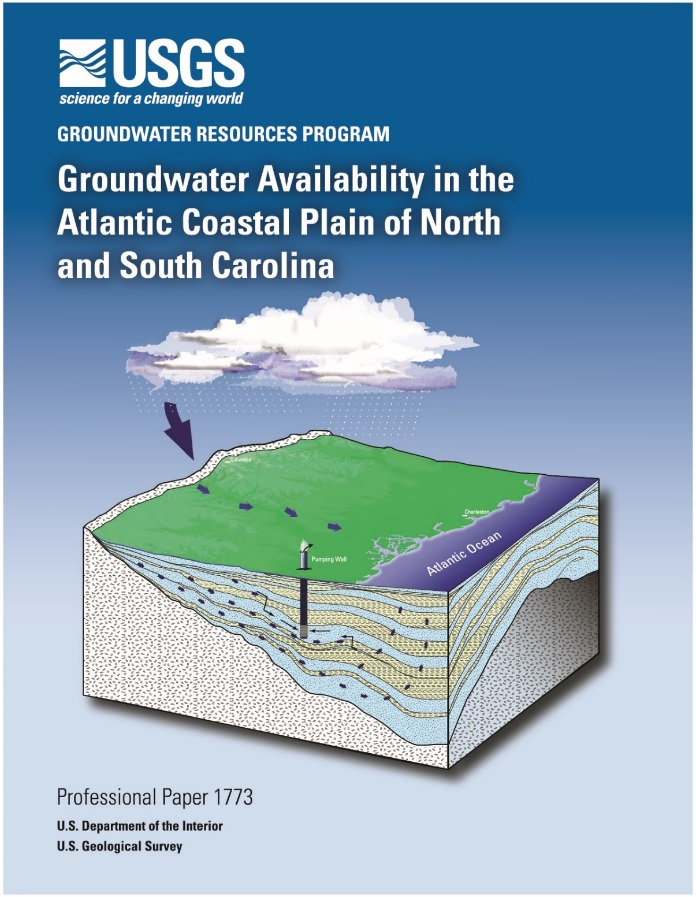 USGS
science for a changing world
GROUNDWATER RESOURCES PROGRAM
Groundwater Availability in the
Atlantic Coastal Plain of North
and South Carolina
Columbia
Charleston
Atlantic Ocean
Pumping Well
Professional Paper 1773
U.S. Department of the Interior
U.S. Geological Survey